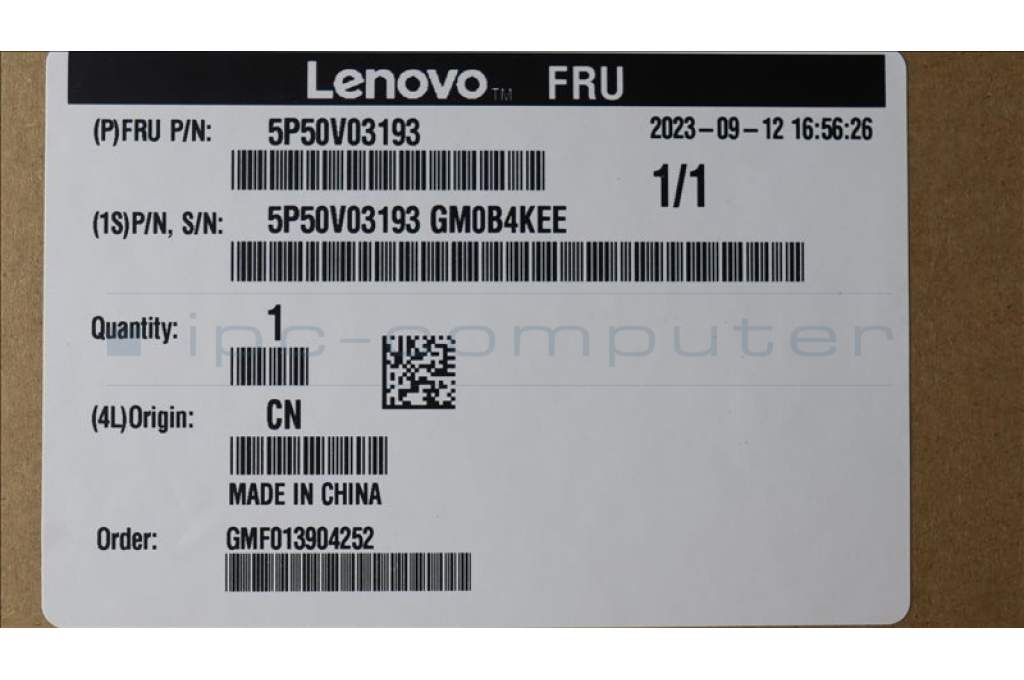 Lenovo™ FRU
(P)FRU P/N: 5P50V03193 2023-09-12 16:56:26
1/1
(1S)P/N, S/N: 5P50V03193 GM0B4KEE
Quantity: 1
ipc-computer
(4L)Origin: CN
MADE IN CHINA
Order: GMF013904252